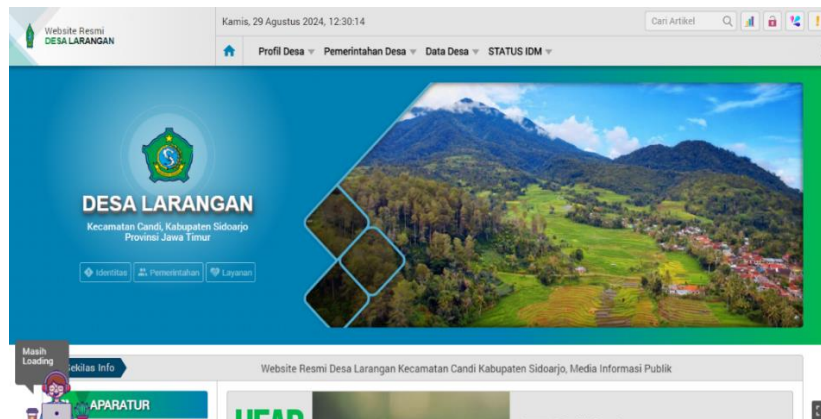 Website Resmi
DESA LARANGAN
Kamis, 29 Agustus 2024, 12:30:14
Cari Artikel
Profil Desa
Pemerintahan Desa
Data Desa
STATUS IDM
DESA LARANGAN
Kecamatan Candi, Kabupaten Sidoarjo
Provinsi Jawa Timur
Identitas
Pemerintahan
Layanan
Masih
Loading
Sekilas Info
Website Resmi Desa Larangan Kecamatan Candi Kabupaten Sidoarjo, Media Informasi Publik
APARATUR